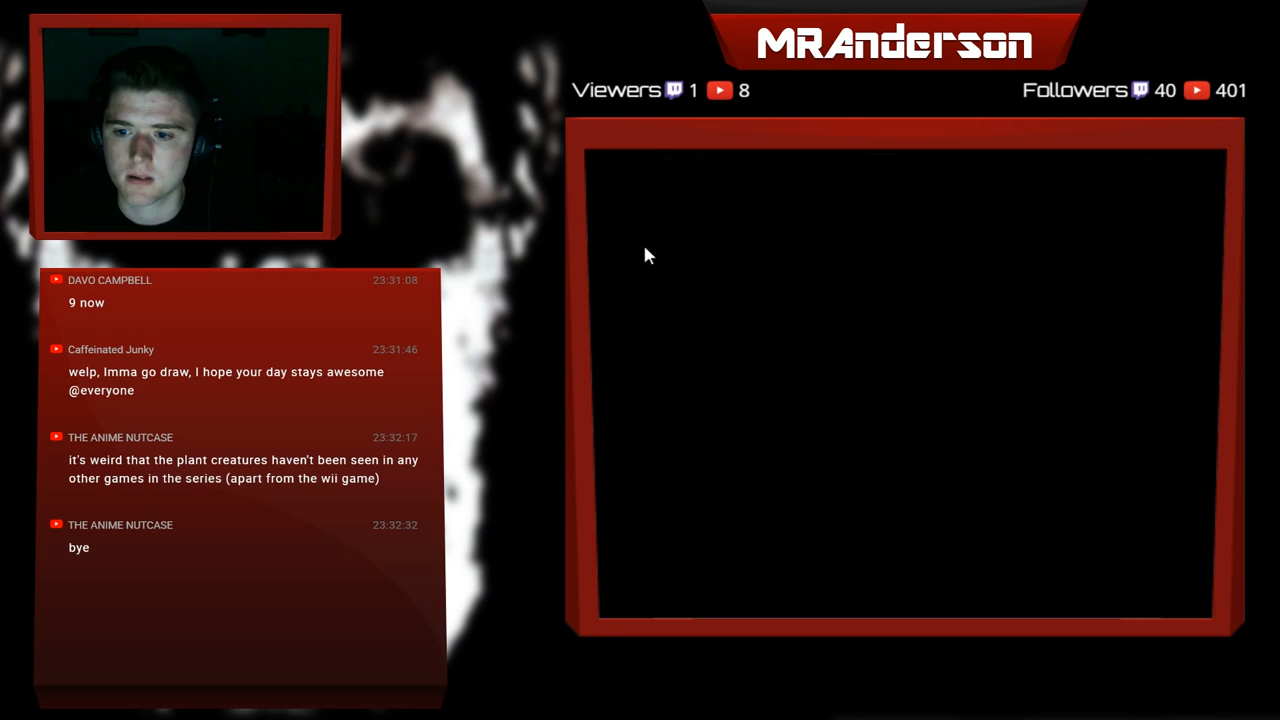 MRAnderson
Viewers 1 8
Followers 40 401
DAVO CAMPBELL 23:31:08
9 now
Caffeinated Junky 23:31:46
welp, Imma go draw, I hope your day stays awesome
@everyone
THE ANIME NUTCASE 23:32:17
it's weird that the plant creatures haven't been seen in any
other games in the series (apart from the wii game)
THE ANIME NUTCASE 23:32:32
bye